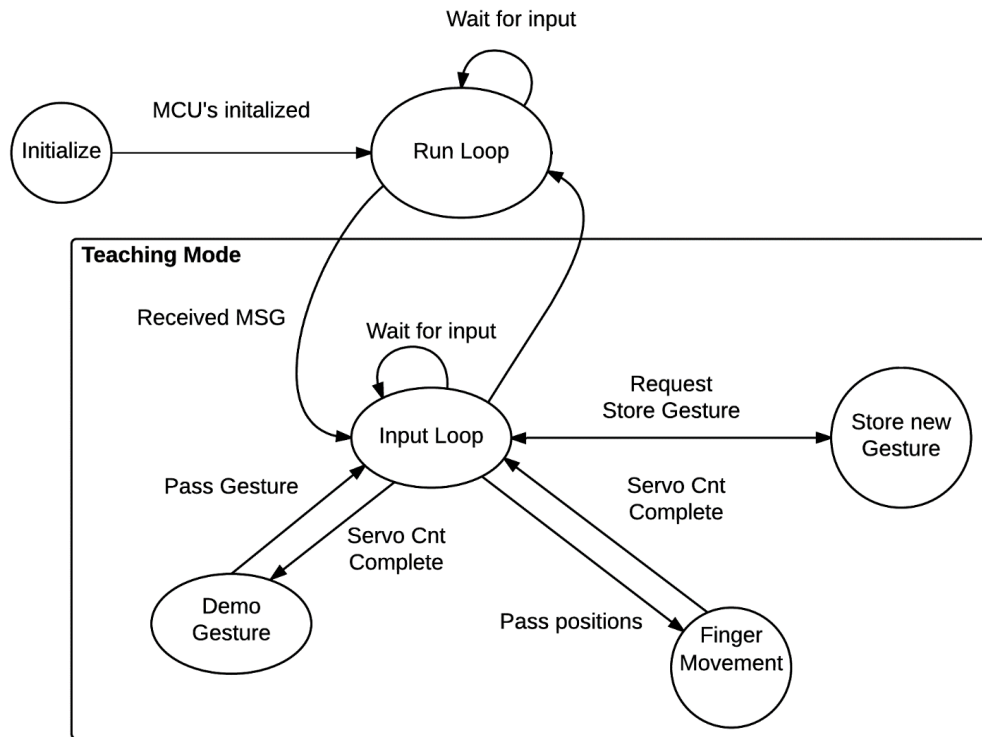 Wait for input
MCU's initalized
Initialize
Run Loop
Teaching Mode
Received MSG
Wait for input
Request
Store Gesture
Input Loop
Store new
Gesture
Pass Gesture
Servo Cnt
Complete
Servo Cnt
Complete
Demo
Gesture
Pass positions
Finger
Movement